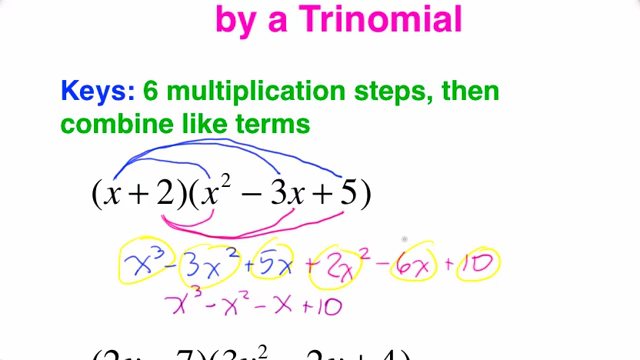 by a Trinomial
Keys: 6 multiplication steps, then
combine like terms
(x + 2)(x² − 3x + 5)
x³ - 3x² + 5x + 2x² - 6x + 10
x³ - x² - x + 10